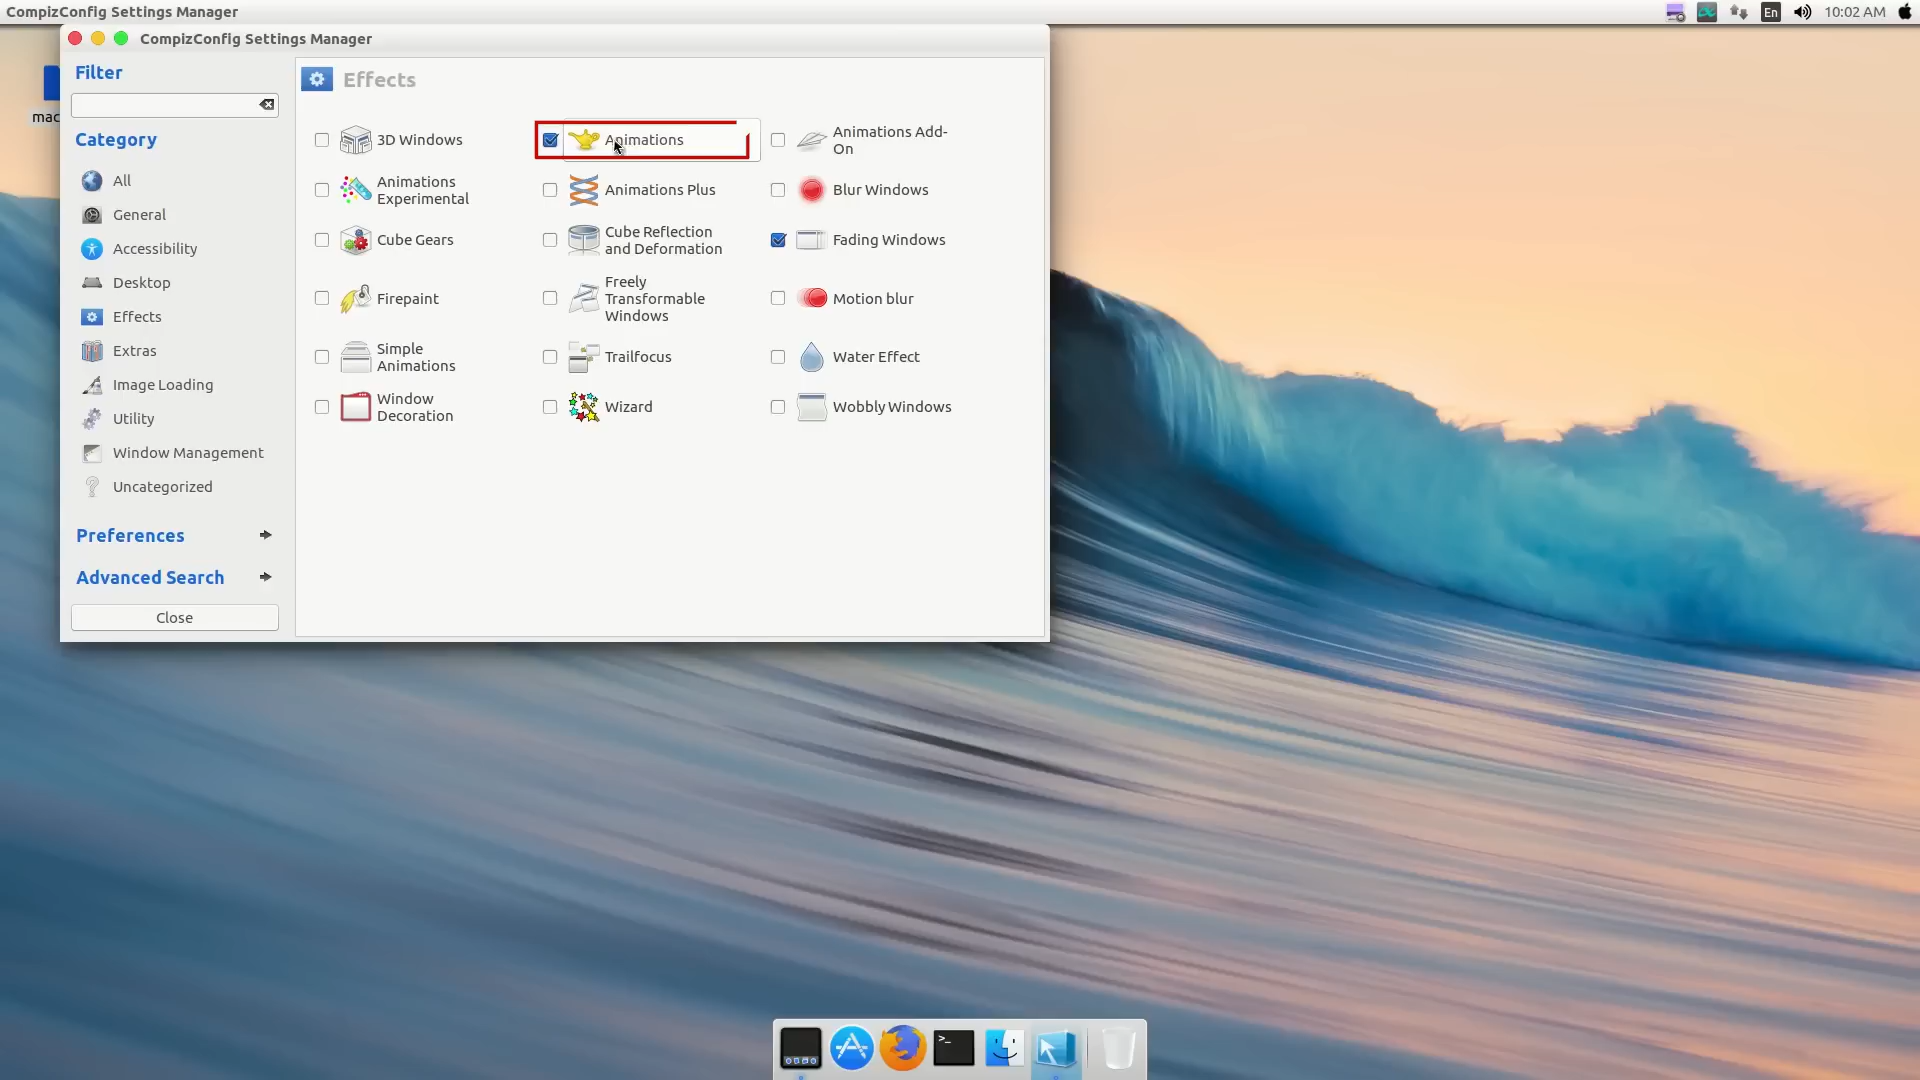 CompizConfig Settings Manager
En
10:02 AM
CompizConfig Settings Manager
mac
Filter
Category
All
General
Accessibility
Desktop
Effects
Extras
Image Loading
Utility
Window Management
Uncategorized
Preferences
Advanced Search
Close
Effects
3D Windows
Animations
Animations Add-
On
Animations
Experimental
Animations Plus
Blur Windows
Cube Gears
Cube Reflection
and Deformation
Fading Windows
Firepaint
Freely
Transformable
Windows
Motion blur
Simple
Animations
Trailfocus
Water Effect
Window
Decoration
Wizard
Wobbly Windows
>_